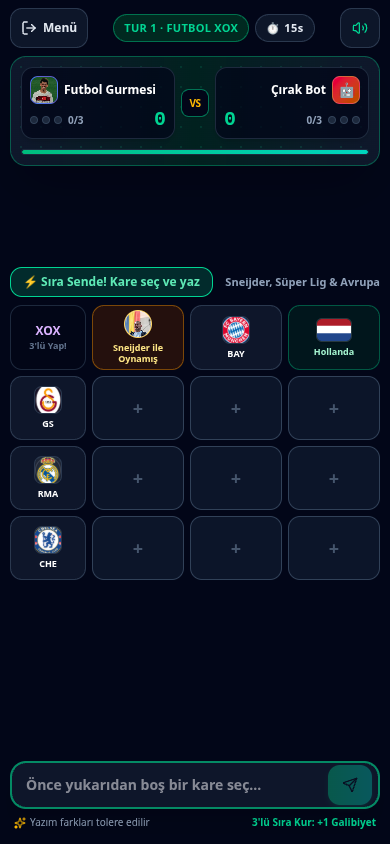 Menü
TUR 1 · FUTBOL XOX
15s
Futbol Gurmesi
0/3
0
VS
Çırak Bot
0
0/3
⚡ Sıra Sende! Kare seç ve yaz
Sneijder, Süper Lig & Avrupa
XOX
3'lü Yap!
Sneijder ile
Oynamış
BAY
Hollanda
GS
+
+
+
RMA
+
+
+
CHE
+
+
+
Önce yukarıdan boş bir kare seç...
✨ Yazım farkları tolere edilir
3'lü Sıra Kur: +1 Galibiyet